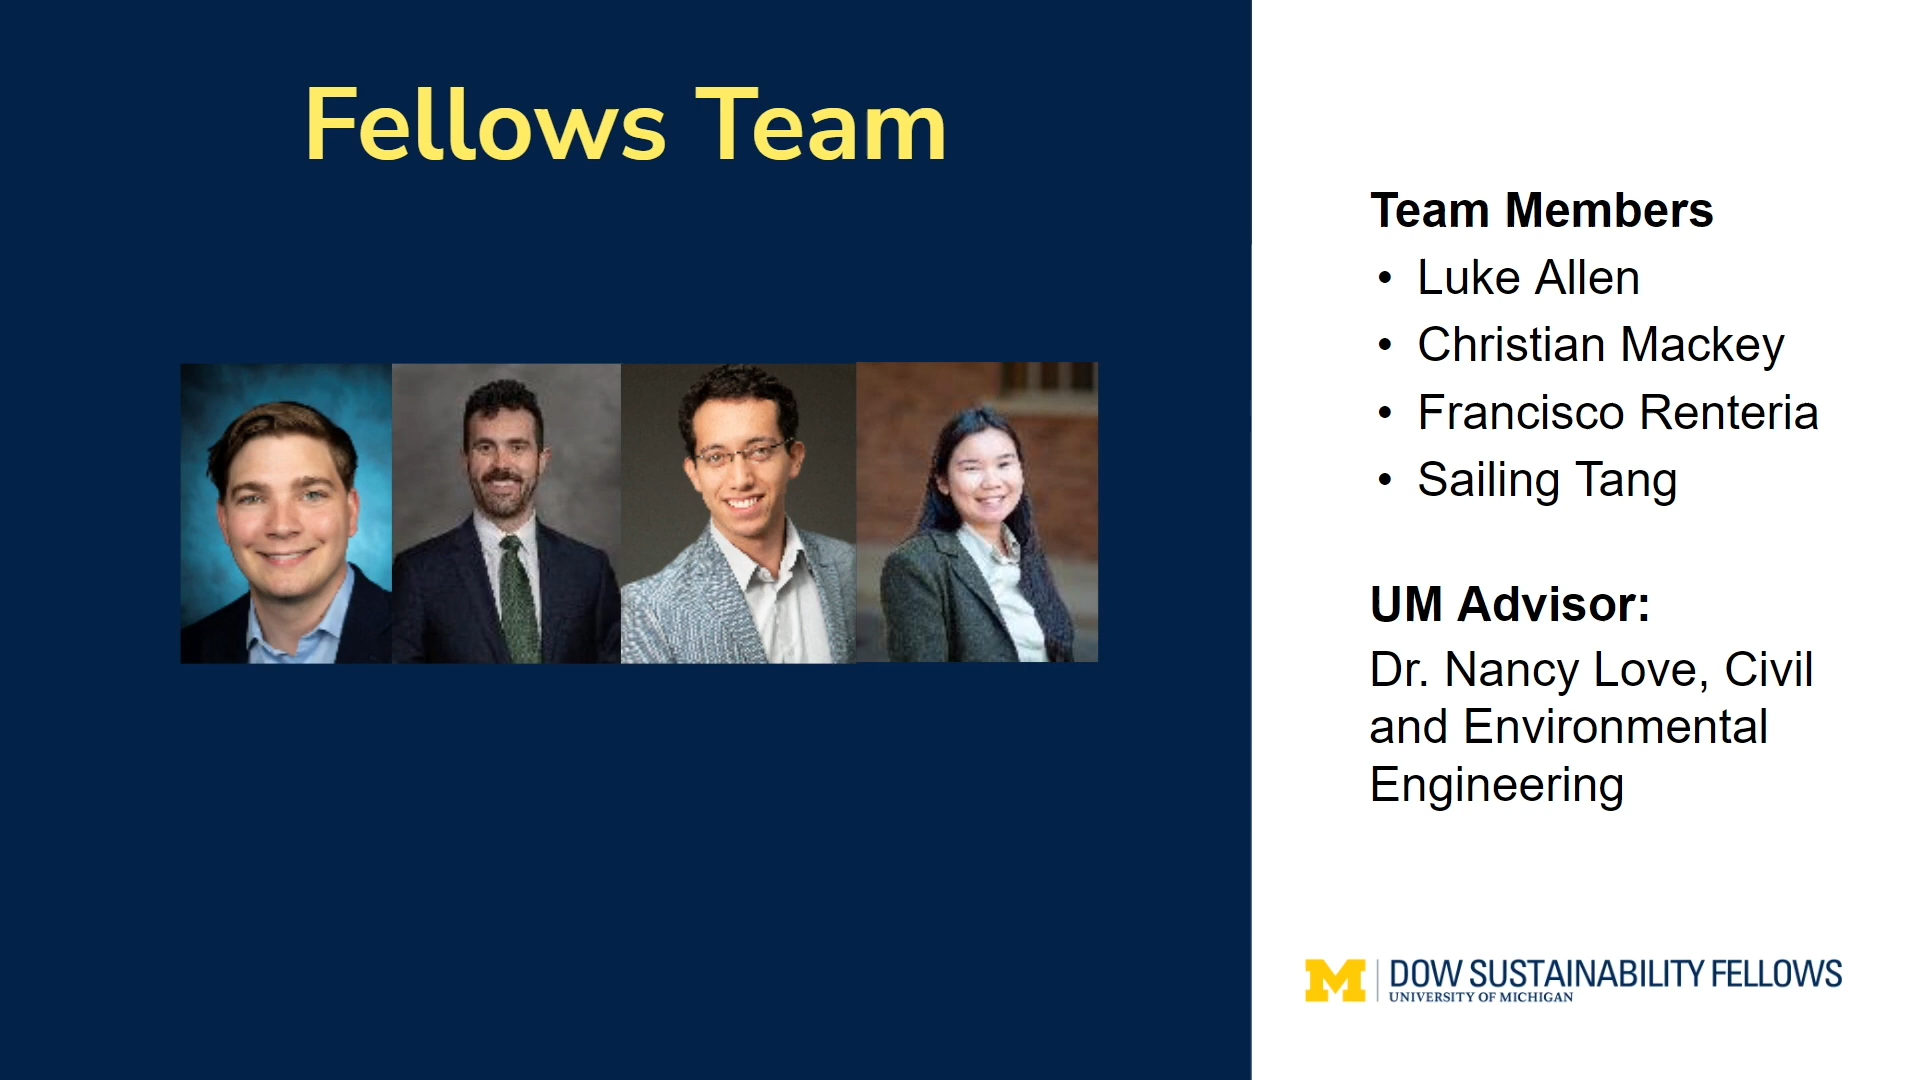 Fellows Team
Team Members
• Luke Allen
• Christian Mackey
• Francisco Renteria
• Sailing Tang
UM Advisor:
Dr. Nancy Love, Civil
and Environmental
Engineering
M DOW SUSTAINABILITY FELLOWS
UNIVERSITY OF MICHIGAN